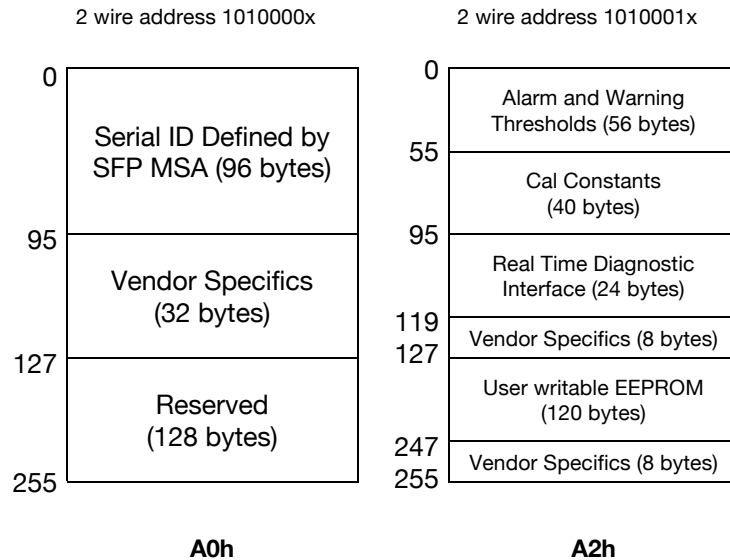 2 wire address 1010000x
0
Serial ID Defined by
SFP MSA (96 bytes)
95
Vendor Specifics
(32 bytes)
127
Reserved
(128 bytes)
255
A0h
2 wire address 1010001x
0
Alarm and Warning
Thresholds (56 bytes)
55
Cal Constants
(40 bytes)
95
Real Time Diagnostic
Interface (24 bytes)
119
Vendor Specifics (8 bytes)
127
User writable EEPROM
(120 bytes)
247
Vendor Specifics (8 bytes)
255
A2h